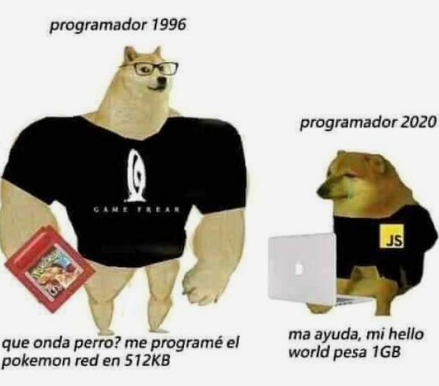 programador 1996
GAME FREAK
que onda perro? me programé el
pokemon red en 512KB
programador 2020
JS
ma ayuda, mi hello
world pesa 1GB